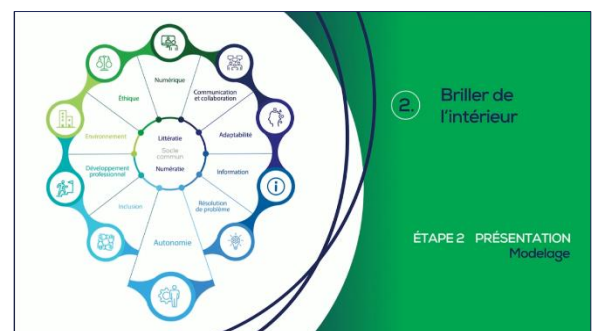 Numérique
Éthique
Communication
et collaboration
Environnement
Littératie
Adaptabilité
Socle
commun
Développement
professionnel
Numératie
Information
Inclusion
Résolution
de problème
Autonomie
2.
Briller de
l'intérieur
ÉTAPE 2 PRÉSENTATION
Modelage